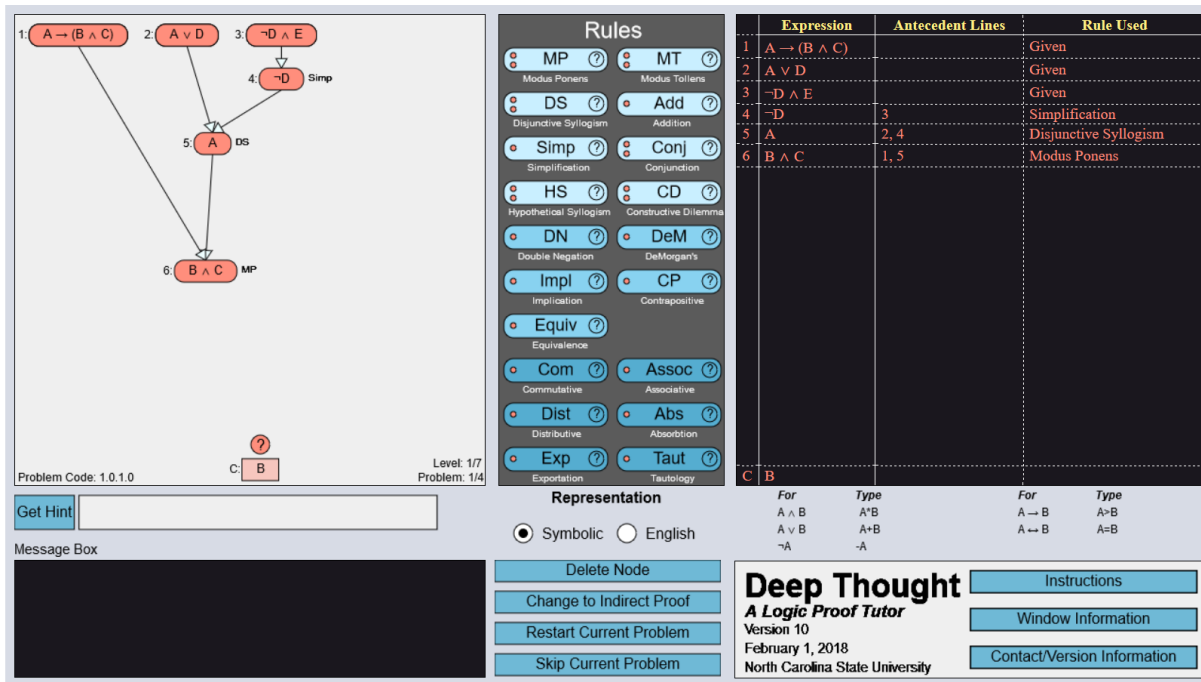 1: A → (B ∧ C) 2: A ∨ D 3: ¬D ∧ E
4: ¬D Simp
5: A DS
6: B ∧ C MP
?
C: B
Problem Code: 1.0.1.0
Level: 1/7
Problem: 1/4
Get Hint
Message Box
Rules
MP ? MT ?
Modus Ponens Modus Tollens
DS ? Add ?
Disjunctive Syllogism Addition
Simp ? Conj ?
Simplification Conjunction
HS ? CD ?
Hypothetical Syllogism Constructive Dilemma
DN ? DeM ?
Double Negation DeMorgan's
Impl ? CP ?
Implication Contrapositive
Equiv ?
Equivalence
Com ? Assoc ?
Commutative Associative
Dist ? Abs ?
Distributive Absorbtion
Exp ? Taut ?
Exportation Tautology
Representation
Symbolic English
Delete Node
Change to Indirect Proof
Restart Current Problem
Skip Current Problem
Expression Antecedent Lines Rule Used
1 A → (B ∧ C) Given
2 A ∨ D Given
3 ¬D ∧ E Given
4 ¬D 3 Simplification
5 A 2, 4 Disjunctive Syllogism
6 B ∧ C 1, 5 Modus Ponens
C B
For Type For Type
A ∧ B A*B A → B A>B
A ∨ B A+B A ↔ B A=B
¬A -A
Deep Thought
A Logic Proof Tutor
Version 10
February 1, 2018
North Carolina State University
Instructions
Window Information
Contact/Version Information